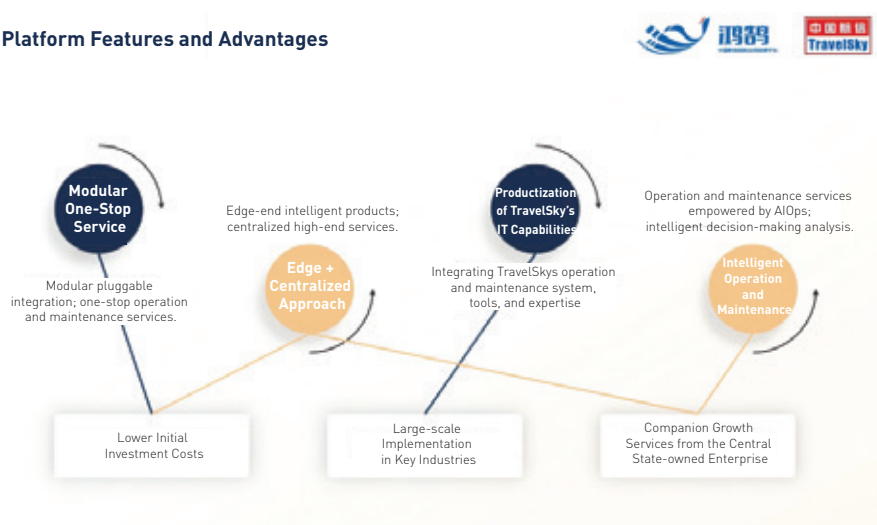 Platform Features and Advantages
鸿鹄
中国航信
TravelSky
Modular
One-Stop
Service
Modular pluggable
integration; one-stop operation
and maintenance services.
Edge-end intelligent products;
centralized high-end services.
Edge +
Centralized
Approach
Productization
of TravelSky's
IT Capabilities
Integrating TravelSkys operation
and maintenance system,
tools, and expertise
Operation and maintenance services
empowered by AIOps;
intelligent decision-making analysis.
Intelligent
Operation
and
Maintenance
Lower Initial
Investment Costs
Large-scale
Implementation
in Key Industries
Companion Growth
Services from the Central
State-owned Enterprise